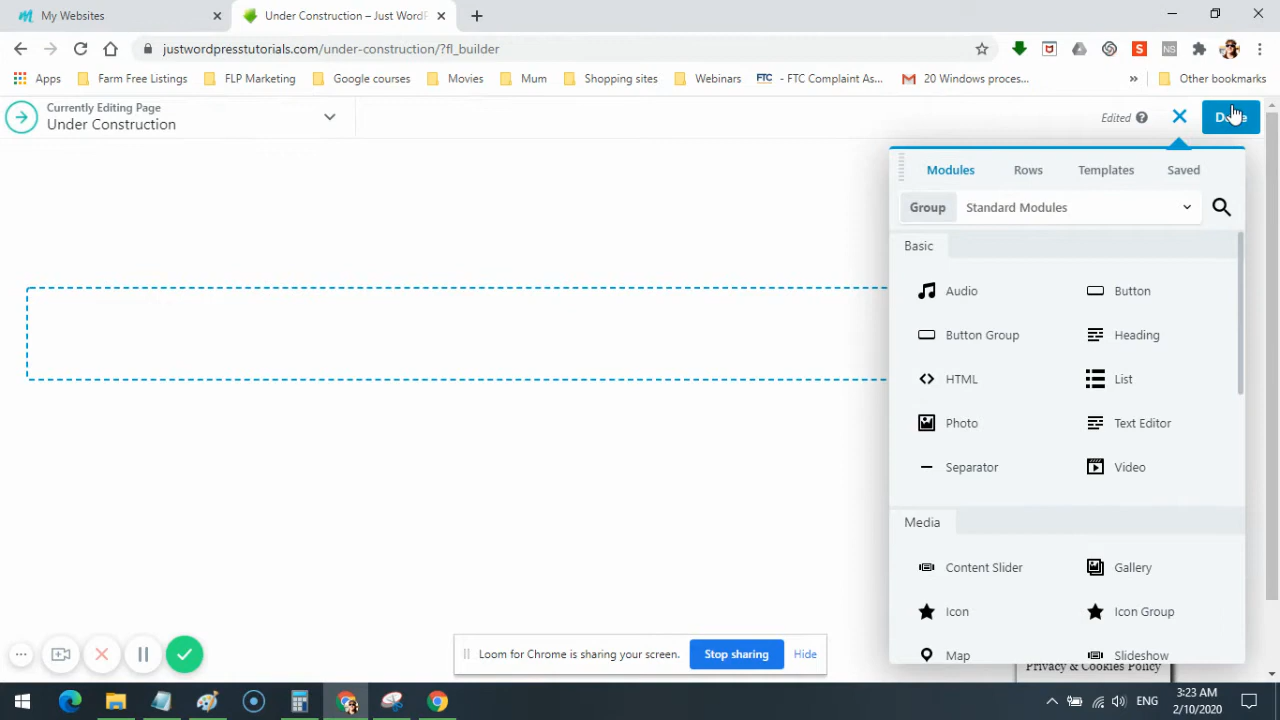 My Websites
Under Construction – Just WordPr
justwordpresstutorials.com/under-construction/?fl_builder
Apps
Farm Free Listings
FLP Marketing
Google courses
Movies
Mum
Shopping sites
Webinars
FTC - FTC Complaint As...
20 Windows proces...
»
Other bookmarks
Currently Editing Page
Under Construction
Edited
Modules
Rows
Templates
Saved
Group
Standard Modules
Basic
Audio
Button
Button Group
Heading
HTML
List
Photo
Text Editor
Separator
Video
Media
Content Slider
Gallery
Icon
Icon Group
Map
Slideshow
Privacy & Cookies Policy
Loom for Chrome is sharing your screen.
Stop sharing
Hide
ENG
3:23 AM
2/10/2020